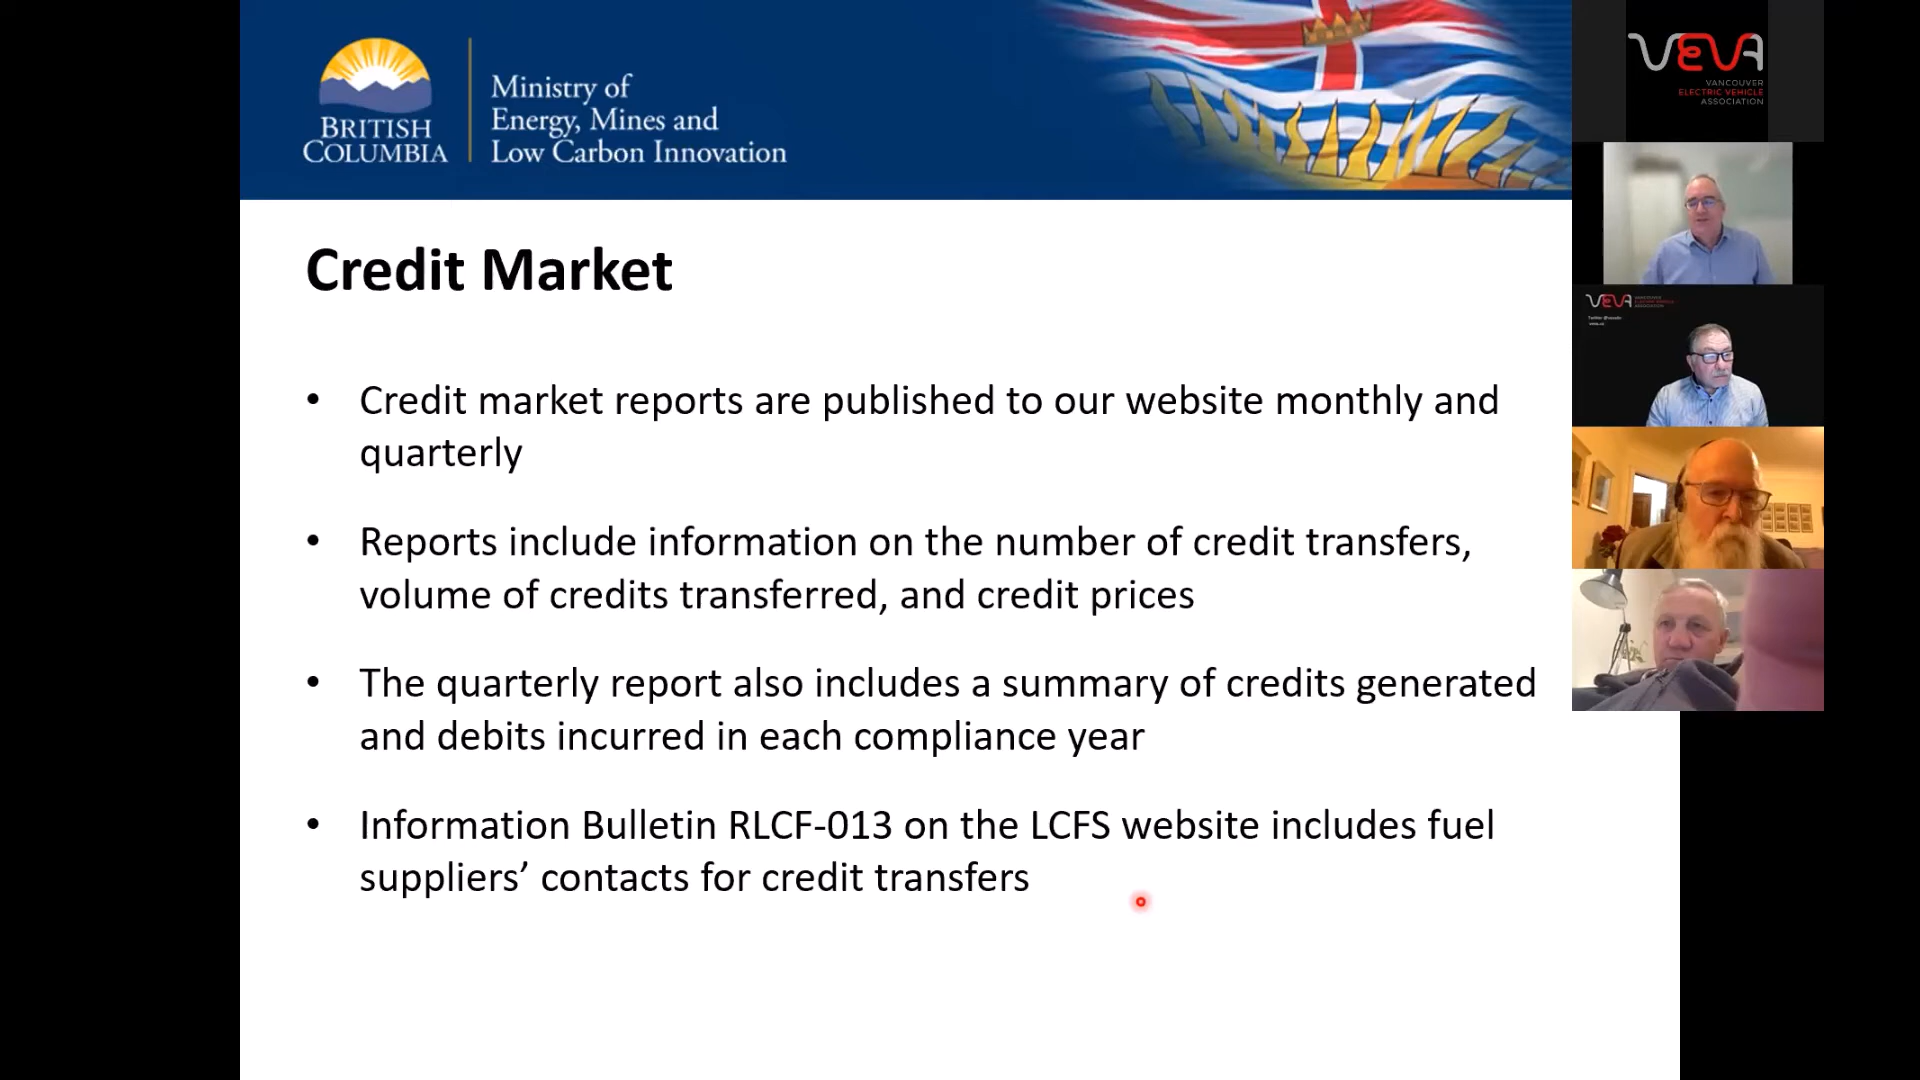 BRITISH
COLUMBIA
Ministry of
Energy, Mines and
Low Carbon Innovation
Credit Market
• Credit market reports are published to our website monthly and
quarterly
• Reports include information on the number of credit transfers,
volume of credits transferred, and credit prices
• The quarterly report also includes a summary of credits generated
and debits incurred in each compliance year
• Information Bulletin RLCF-013 on the LCFS website includes fuel
suppliers’ contacts for credit transfers
VEVA
VANCOUVER
ELECTRIC VEHICLE
ASSOCIATION
VEVA
VANCOUVER
ELECTRIC VEHICLE
ASSOCIATION